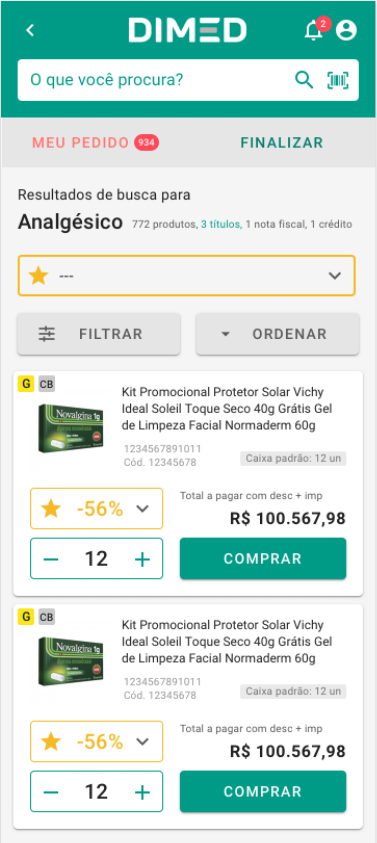 DIMED
2
O que você procura?
MEU PEDIDO 934 FINALIZAR
Resultados de busca para
Analgésico 772 produtos, 3 títulos, 1 nota fiscal, 1 crédito
---
FILTRAR ORDENAR
G CB
Kit Promocional Protetor Solar Vichy
Ideal Soleil Toque Seco 40g Grátis Gel
de Limpeza Facial Normaderm 60g
Novalgina 1g
1234567891011
Cód. 12345678
Caixa padrão: 12 un
-56%
Total a pagar com desc + imp
R$ 100.567,98
− 12 +
COMPRAR
G CB
Kit Promocional Protetor Solar Vichy
Ideal Soleil Toque Seco 40g Grátis Gel
de Limpeza Facial Normaderm 60g
Novalgina 1g
1234567891011
Cód. 12345678
Caixa padrão: 12 un
-56%
Total a pagar com desc + imp
R$ 100.567,98
− 12 +
COMPRAR